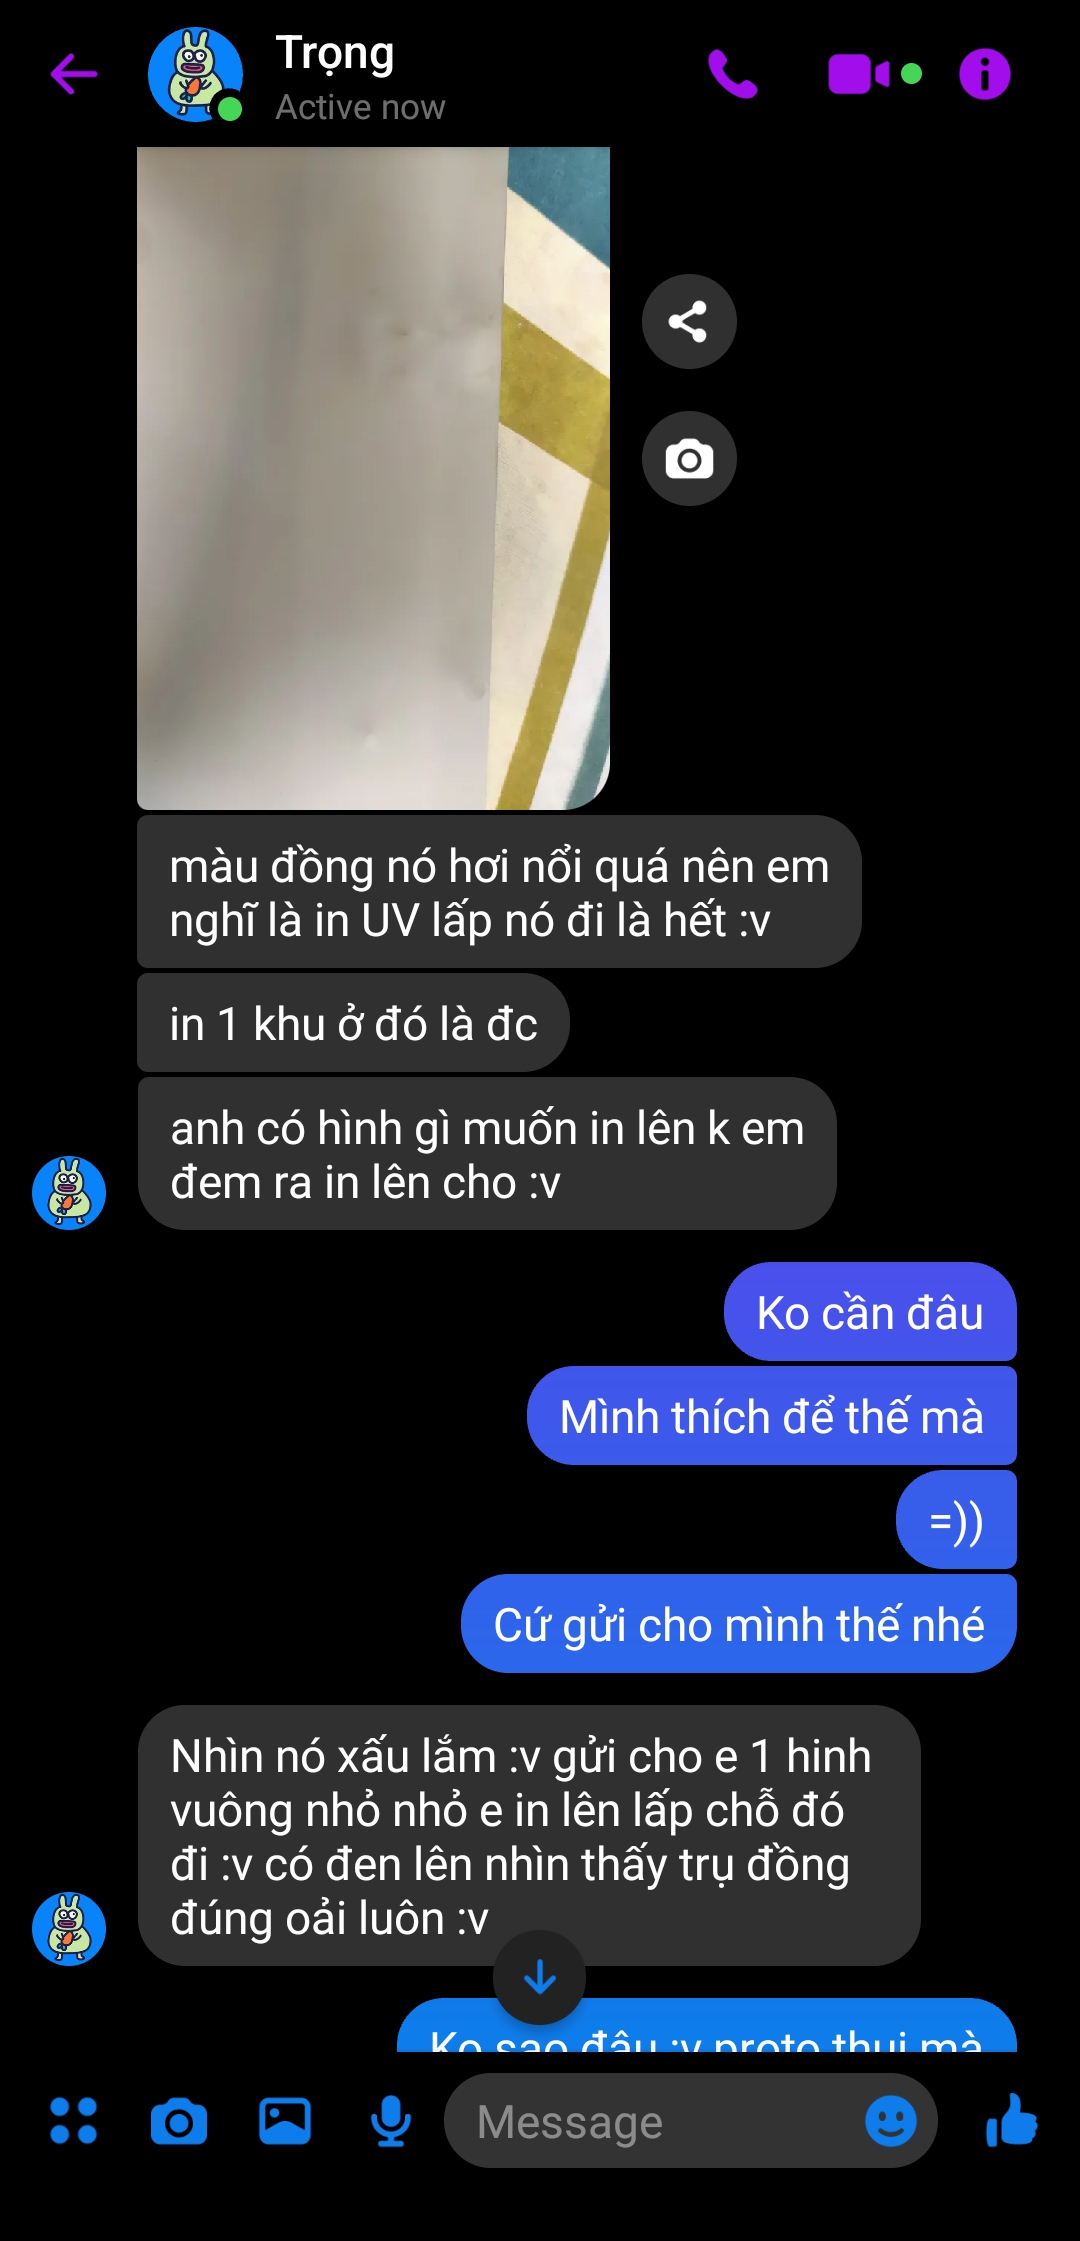 Trọng
Active now
màu đồng nó hơi nổi quá nên em
nghĩ là in UV lấp nó đi là hết :v
in 1 khu ở đó là đc
anh có hình gì muốn in lên k em
đem ra in lên cho :v
Ko cần đâu
Mình thích để thế mà
=))
Cứ gửi cho mình thế nhé
Nhìn nó xấu lắm :v gửi cho e 1 hinh
vuông nhỏ nhỏ e in lên lấp chỗ đó
đi :v có đen lên nhìn thấy trụ đồng
đúng oải luôn :v
Ko sao đâu :v proto thui mà
Message